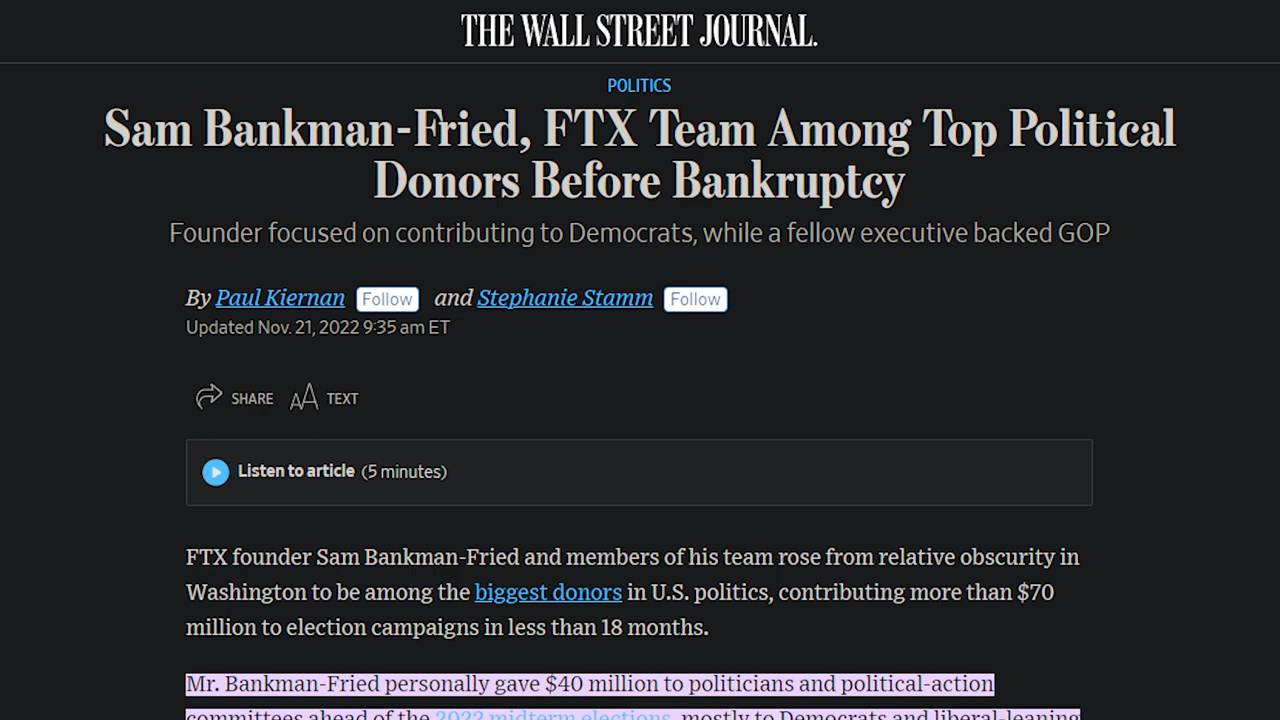 THE WALL STREET JOURNAL.
POLITICS
Sam Bankman-Fried, FTX Team Among Top Political
Donors Before Bankruptcy
Founder focused on contributing to Democrats, while a fellow executive backed GOP
By Paul Kiernan Follow and Stephanie Stamm Follow
Updated Nov. 21, 2022 9:35 am ET
SHARE AA TEXT
Listen to article (5 minutes)
FTX founder Sam Bankman-Fried and members of his team rose from relative obscurity in
Washington to be among the biggest donors in U.S. politics, contributing more than $70
million to election campaigns in less than 18 months.
Mr. Bankman-Fried personally gave $40 million to politicians and political-action
committees ahead of the 2022 midterm elections, mostly to Democrats and liberal-leaning